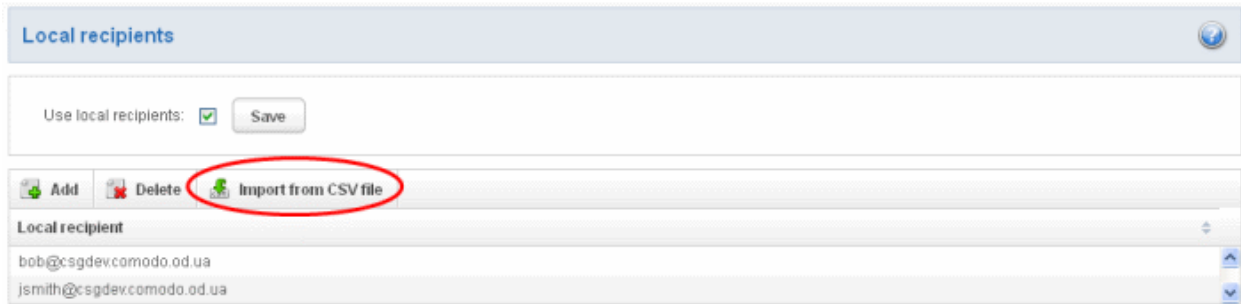 Local recipients
Use local recipients: Save
Add Delete Import from CSV file
Local recipient
bob@csgdev.comodo.od.ua
jsmith@csgdev.comodo.od.ua